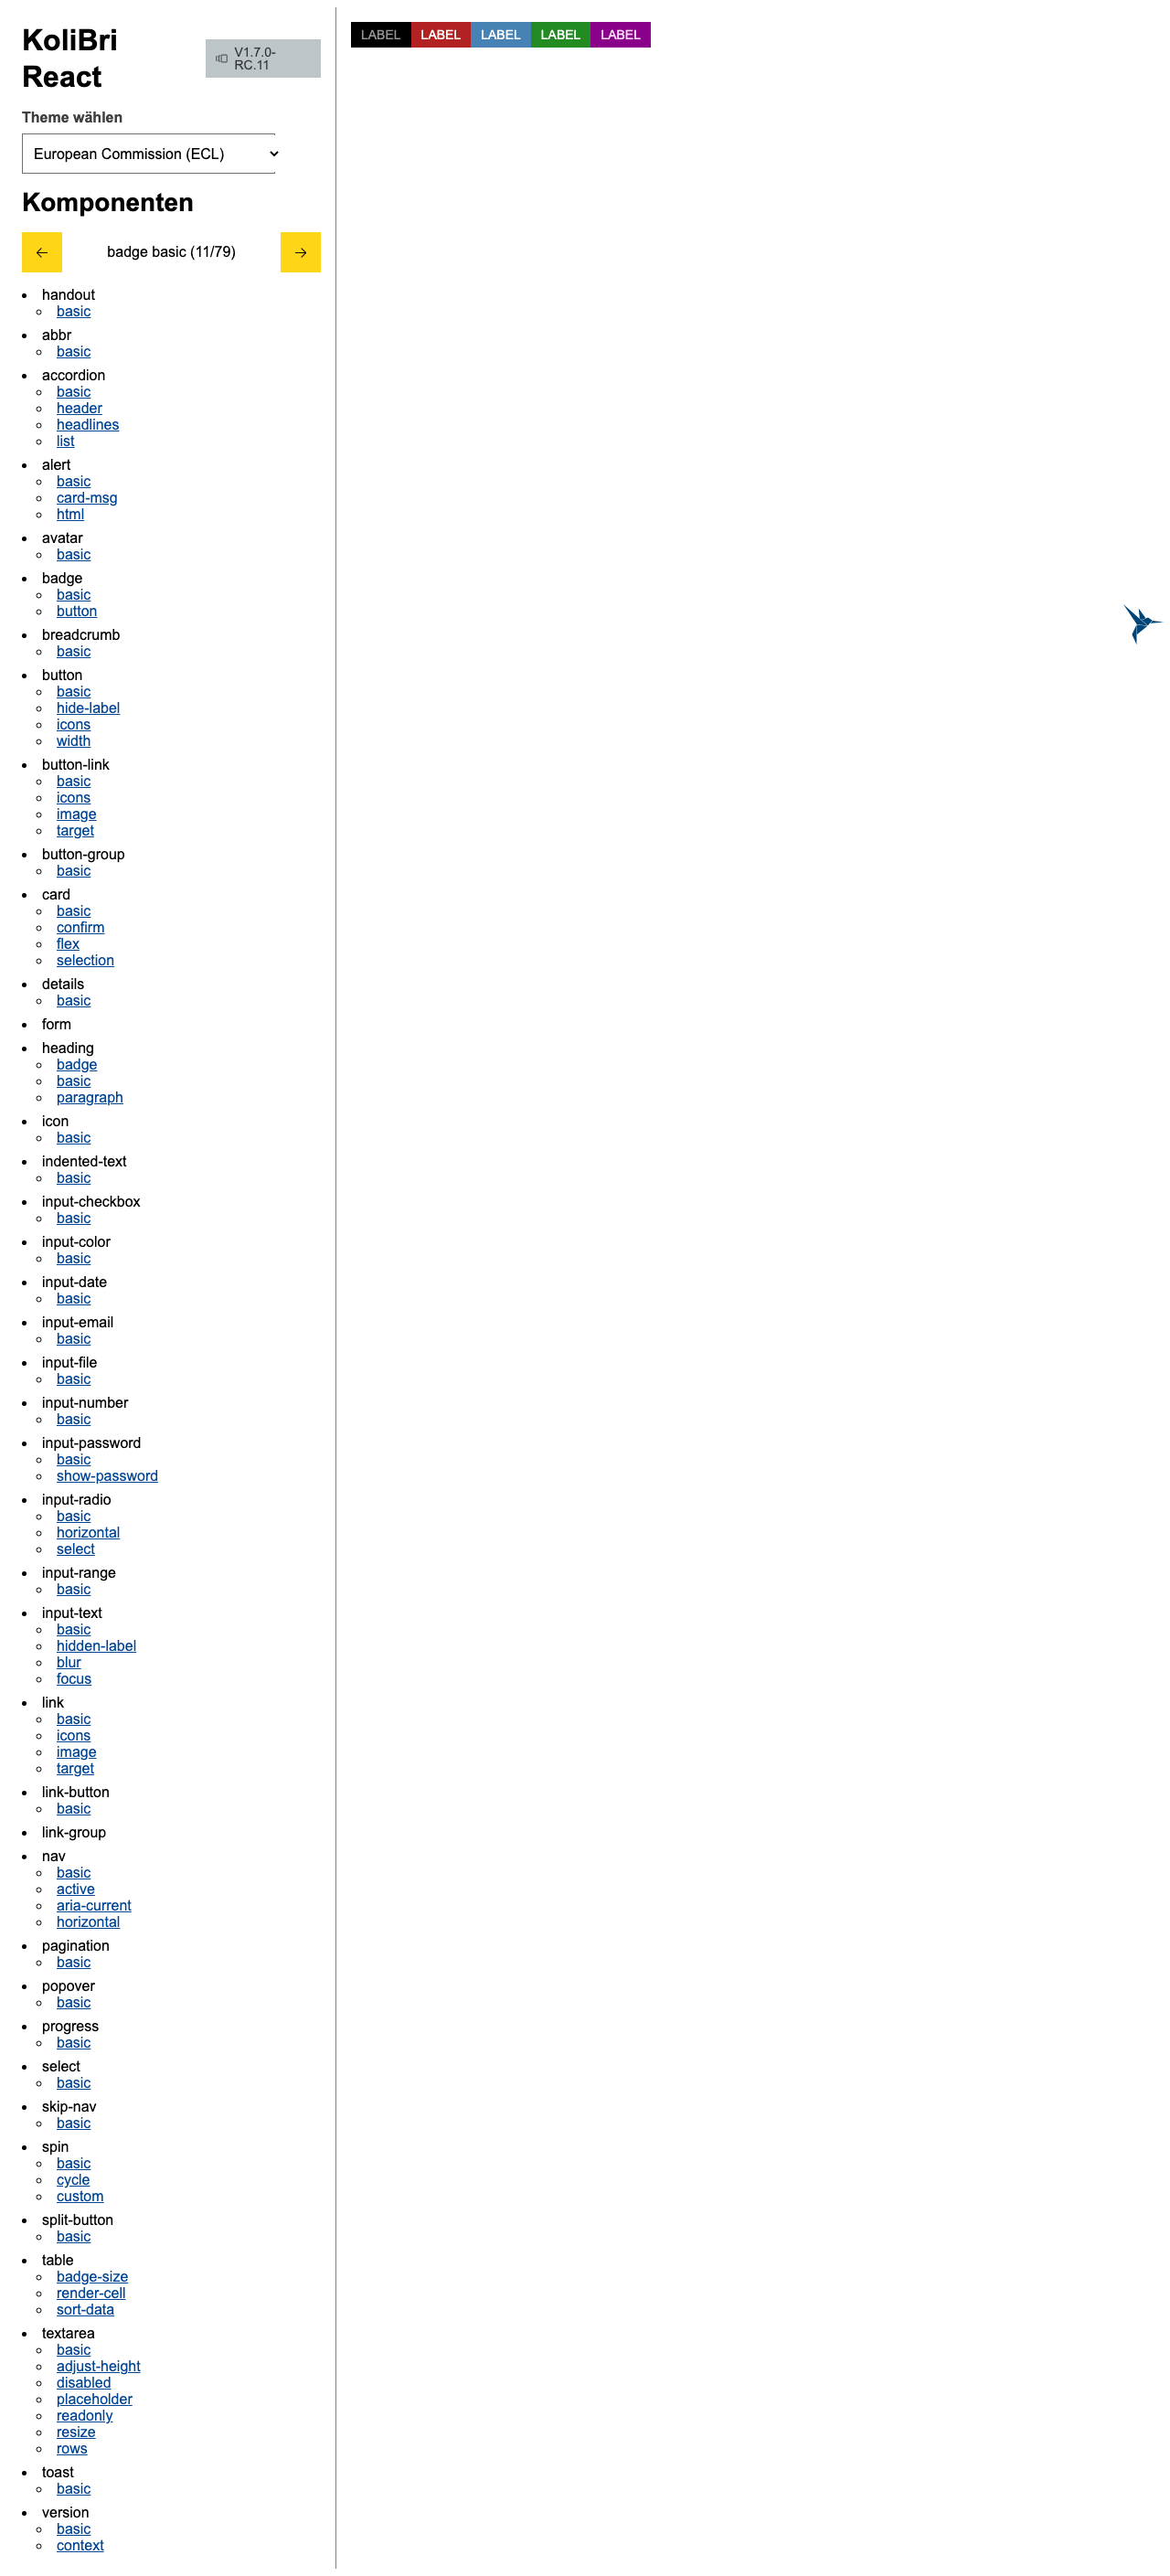 KoliBri
React
V1.7.0-
RC.11
Theme wählen
European Commission (ECL)
Komponenten
← badge basic (11/79) →
handout
basic
abbr
basic
accordion
basic
header
headlines
list
alert
basic
card-msg
html
avatar
basic
badge
basic
button
breadcrumb
basic
button
basic
hide-label
icons
width
button-link
basic
icons
image
target
button-group
basic
card
basic
confirm
flex
selection
details
basic
form
heading
badge
basic
paragraph
icon
basic
indented-text
basic
input-checkbox
basic
input-color
basic
input-date
basic
input-email
basic
input-file
basic
input-number
basic
input-password
basic
show-password
input-radio
basic
horizontal
select
input-range
basic
input-text
basic
hidden-label
blur
focus
link
basic
icons
image
target
link-button
basic
link-group
nav
basic
active
aria-current
horizontal
pagination
basic
popover
basic
progress
basic
select
basic
skip-nav
basic
spin
basic
cycle
custom
split-button
basic
table
badge-size
render-cell
sort-data
textarea
basic
adjust-height
disabled
placeholder
readonly
resize
rows
toast
basic
version
basic
context
LABEL LABEL LABEL LABEL LABEL